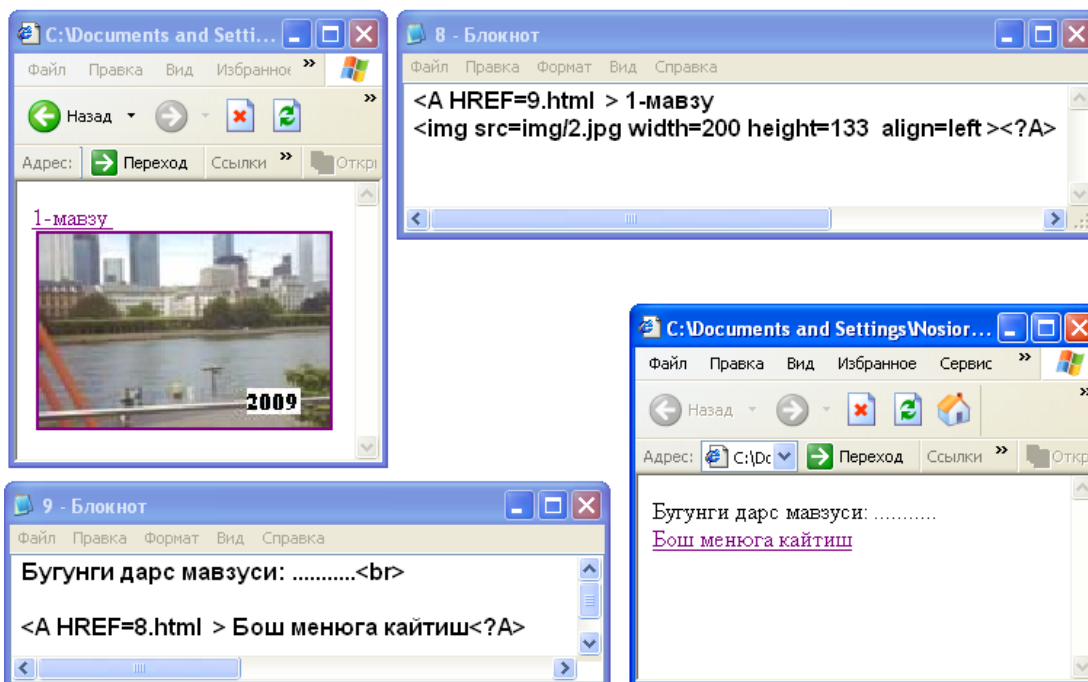 C:\Documents and Setti...
Файл Правка Вид Избранное »
Назад »
Адрес: Переход Ссылки »
1-мавзу
2009
8 - Блокнот
Файл Правка Формат Вид Справка
<A HREF=9.html > 1-мавзу
<img src=img/2.jpg width=200 height=133 align=left ><?A>
9 - Блокнот
Файл Правка Формат Вид Справка
Бугунги дарс мавзуси: ...........<br>
<A HREF=8.html > Бош менюга кайтиш<?A>
C:\Documents and Settings\Nosior...
Файл Правка Вид Избранное Сервис »
Назад »
Адрес: C:\Dc Переход Ссылки »
Бугунги дарс мавзуси: ...........
Бош менюга кайтиш